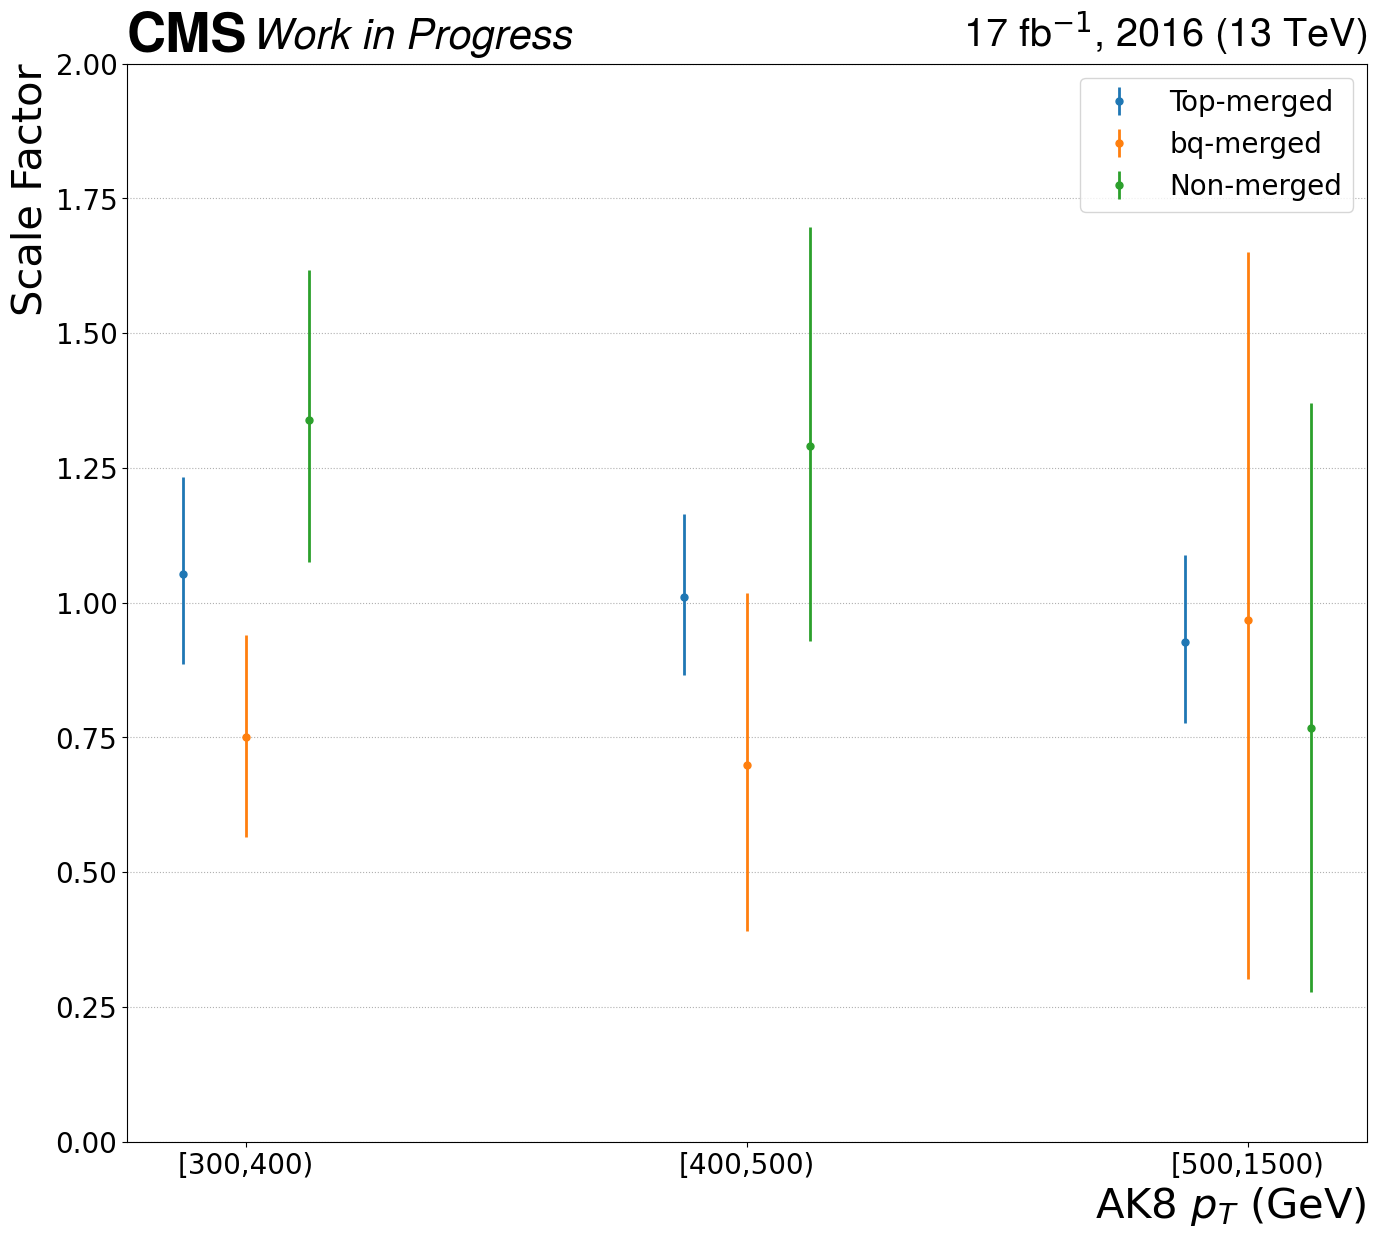 CMS Work in Progress
17 fb⁻¹, 2016 (13 TeV)
Scale Factor
2.00
1.75
1.50
1.25
1.00
0.75
0.50
0.25
0.00
Top-merged
bq-merged
Non-merged
[300,400)
[400,500)
[500,1500)
AK8 p_T (GeV)